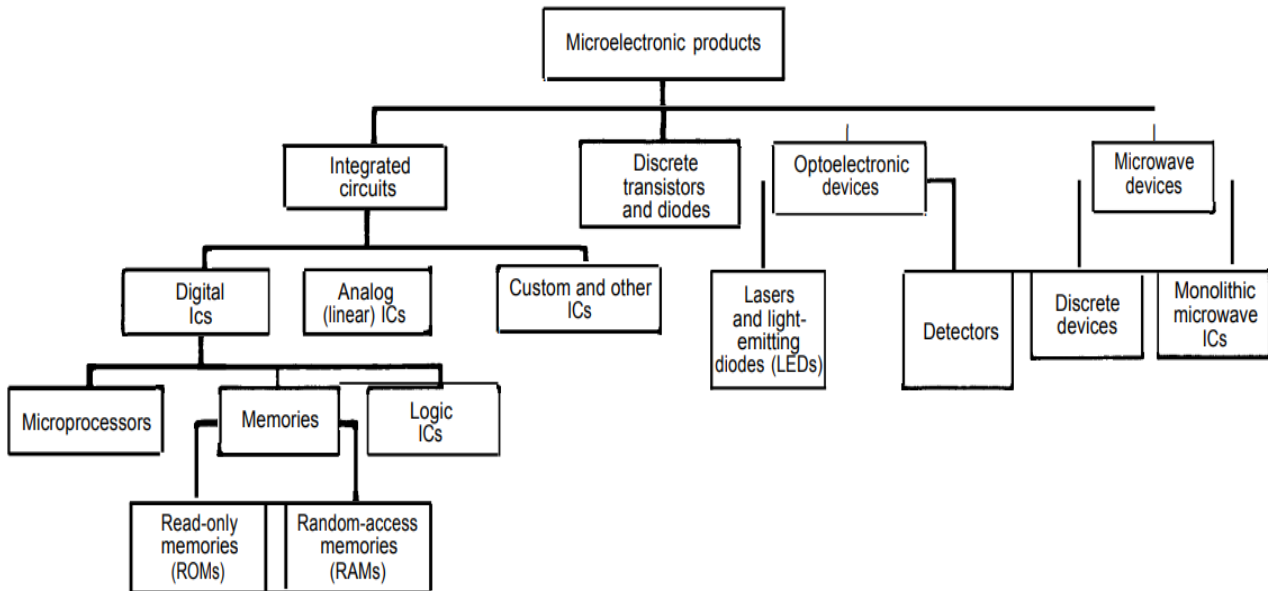 Microelectronic products
Integrated
circuits
Discrete
transistors
and diodes
Optoelectronic
devices
Microwave
devices
Digital
Ics
Analog
(linear) ICs
Custom and other
ICs
Lasers
and light-
emitting
diodes (LEDs)
Detectors
Discrete
devices
Monolithic
microwave
ICs
Microprocessors
Memories
Logic
ICs
Read-only
memories
(ROMs)
Random-access
memories
(RAMs)